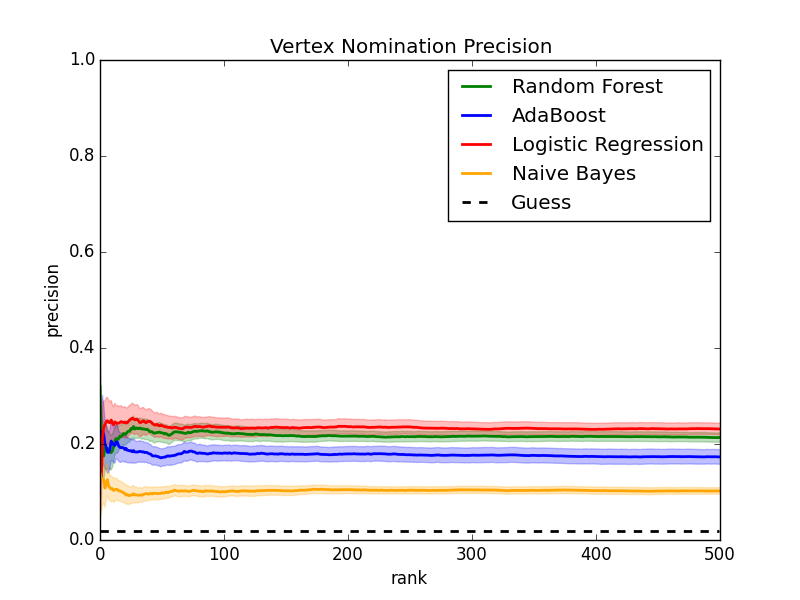 Vertex Nomination Precision
1.0
0.8
0.6
0.4
0.2
0.0
precision
Random Forest
AdaBoost
Logistic Regression
Naive Bayes
Guess
0 100 200 300 400 500
rank